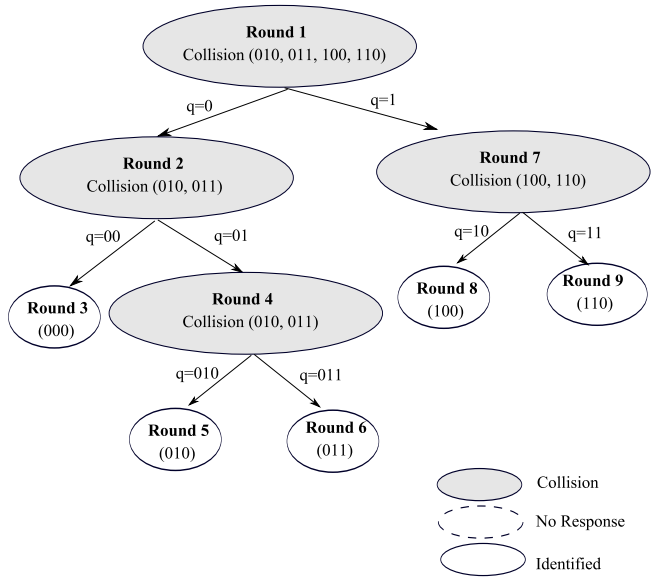 Round 1
Collision (010, 011, 100, 110)
q=0
q=1
Round 2
Collision (010, 011)
Round 7
Collision (100, 110)
q=00
q=01
q=10
q=11
Round 3
(000)
Round 4
Collision (010, 011)
Round 8
(100)
Round 9
(110)
q=010
q=011
Round 5
(010)
Round 6
(011)
Collision
No Response
Identified